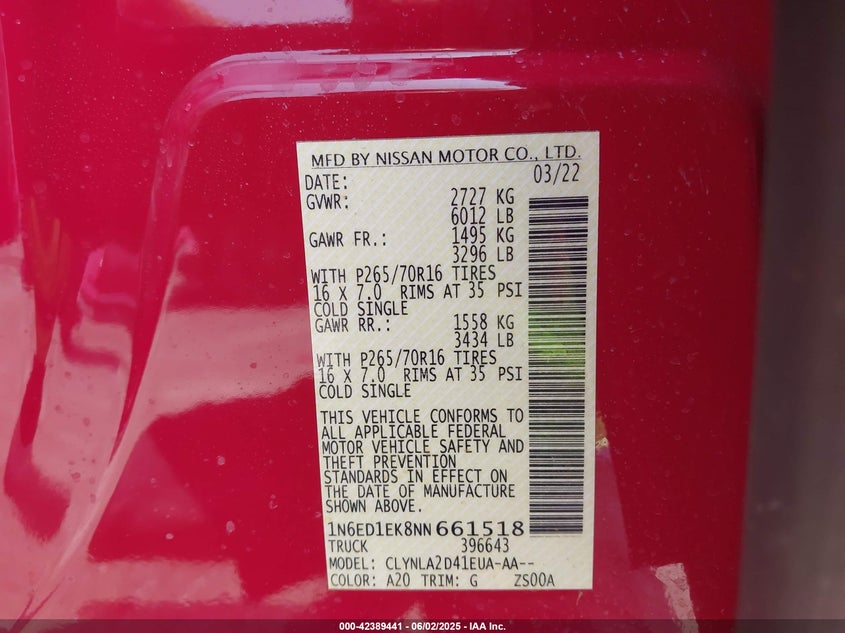 MFD BY NISSAN MOTOR CO., LTD.
DATE: 03/22
GVWR: 2727 KG
6012 LB
GAWR FR.: 1495 KG
3296 LB
WITH P265/70R16 TIRES
16 X 7.0 RIMS AT 35 PSI
COLD SINGLE
GAWR RR.: 1558 KG
3434 LB
WITH P265/70R16 TIRES
16 X 7.0 RIMS AT 35 PSI
COLD SINGLE
THIS VEHICLE CONFORMS TO
ALL APPLICABLE FEDERAL
MOTOR VEHICLE SAFETY AND
THEFT PREVENTION
STANDARDS IN EFFECT ON
THE DATE OF MANUFACTURE
SHOWN ABOVE.
1N6ED1EK8NN661518
TRUCK 396643
MODEL: CLYNLA2D41EUA-AA--
COLOR: A20 TRIM: G ZS00A
000-42389441 - 06/02/2025 - IAA Inc.